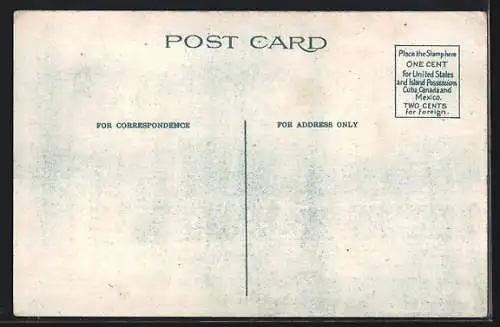 POST CARD
Place the Stamp here
ONE CENT
for United States
and Island Possessions
Cuba, Canada and
Mexico.
TWO CENTS
for Foreign.
FOR CORRESPONDENCE
FOR ADDRESS ONLY